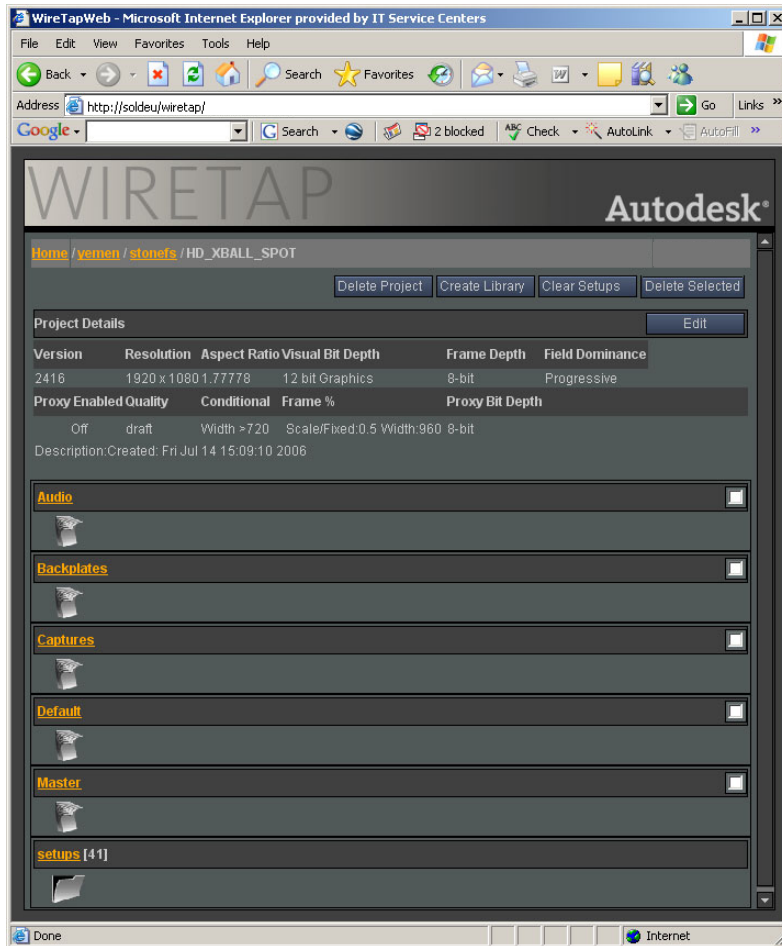 WireTapWeb - Microsoft Internet Explorer provided by IT Service Centers
File Edit View Favorites Tools Help
Back Search Favorites
Address http://soldeu/wiretap/ Go Links »
Google Search 2 blocked ABC Check AutoLink AutoFill »
WIRETAP
Autodesk®
Home / yemen / stonefs / HD_XBALL_SPOT
Delete Project Create Library Clear Setups Delete Selected
Project Details Edit
Version Resolution Aspect Ratio Visual Bit Depth Frame Depth Field Dominance
2416 1920 x 1080 1.77778 12 bit Graphics 8-bit Progressive
Proxy Enabled Quality Conditional Frame % Proxy Bit Depth
Off draft Width >720 Scale/Fixed:0.5 Width:960 8-bit
Description:Created: Fri Jul 14 15:09:10 2006
Audio
Backplates
Captures
Default
Master
setups [41]
Done Internet